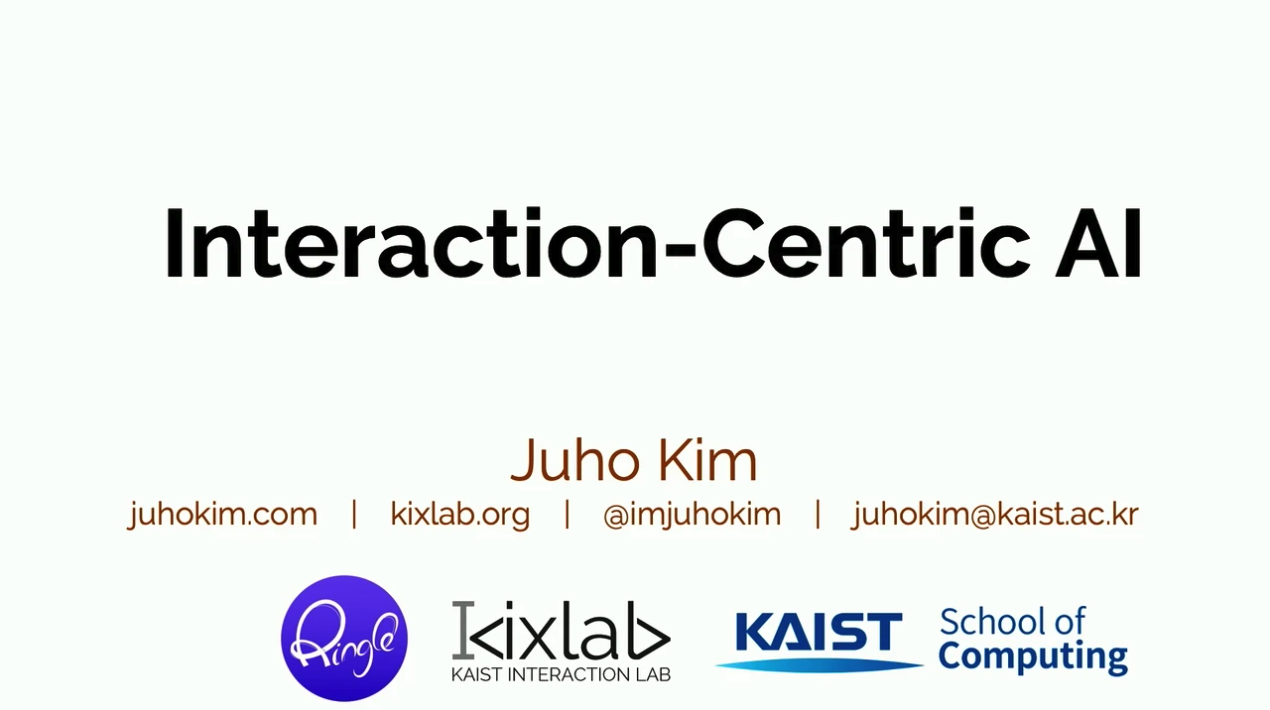 Interaction-Centric AI
Juho Kim
juhokim.com | kixlab.org | @imjuhokim | juhokim@kaist.ac.kr
Ringle
kixlab
KAIST INTERACTION LAB
KAIST
School of
Computing